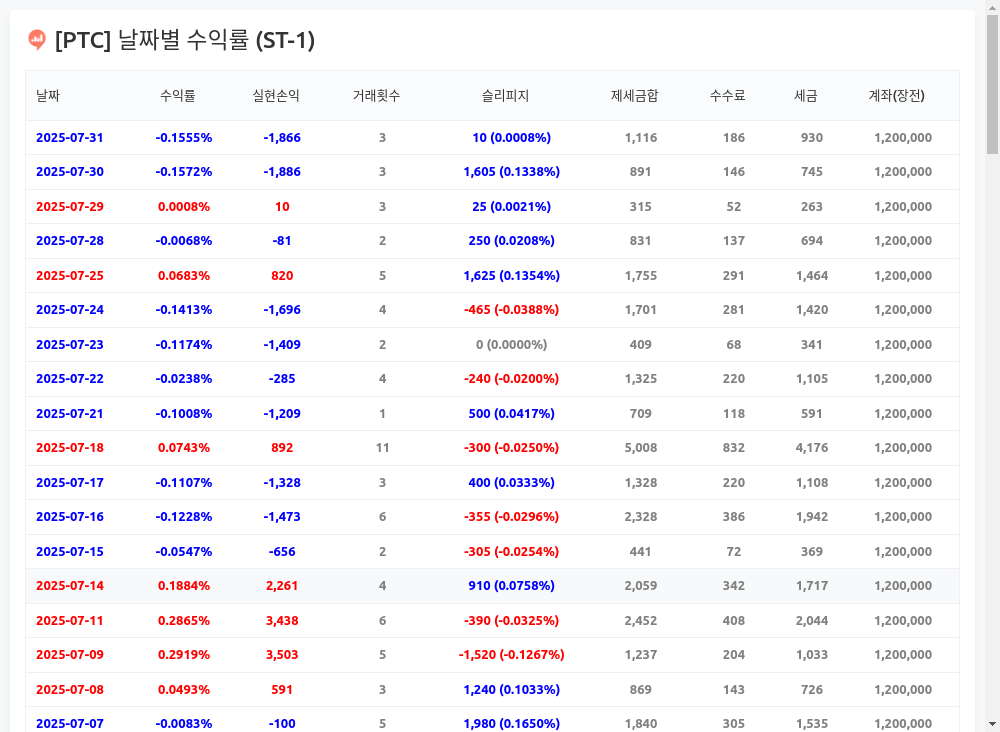 [PTC] 날짜별 수익률 (ST-1)
날짜 수익률 실현손익 거래횟수 슬리피지 제세금합 수수료 세금 계좌(장전)
2025-07-31 -0.1555% -1,866 3 10 (0.0008%) 1,116 186 930 1,200,000
2025-07-30 -0.1572% -1,886 3 1,605 (0.1338%) 891 146 745 1,200,000
2025-07-29 0.0008% 10 3 25 (0.0021%) 315 52 263 1,200,000
2025-07-28 -0.0068% -81 2 250 (0.0208%) 831 137 694 1,200,000
2025-07-25 0.0683% 820 5 1,625 (0.1354%) 1,755 291 1,464 1,200,000
2025-07-24 -0.1413% -1,696 4 -465 (-0.0388%) 1,701 281 1,420 1,200,000
2025-07-23 -0.1174% -1,409 2 0 (0.0000%) 409 68 341 1,200,000
2025-07-22 -0.0238% -285 4 -240 (-0.0200%) 1,325 220 1,105 1,200,000
2025-07-21 -0.1008% -1,209 1 500 (0.0417%) 709 118 591 1,200,000
2025-07-18 0.0743% 892 11 -300 (-0.0250%) 5,008 832 4,176 1,200,000
2025-07-17 -0.1107% -1,328 3 400 (0.0333%) 1,328 220 1,108 1,200,000
2025-07-16 -0.1228% -1,473 6 -355 (-0.0296%) 2,328 386 1,942 1,200,000
2025-07-15 -0.0547% -656 2 -305 (-0.0254%) 441 72 369 1,200,000
2025-07-14 0.1884% 2,261 4 910 (0.0758%) 2,059 342 1,717 1,200,000
2025-07-11 0.2865% 3,438 6 -390 (-0.0325%) 2,452 408 2,044 1,200,000
2025-07-09 0.2919% 3,503 5 -1,520 (-0.1267%) 1,237 204 1,033 1,200,000
2025-07-08 0.0493% 591 3 1,240 (0.1033%) 869 143 726 1,200,000
2025-07-07 -0.0083% -100 5 1,980 (0.1650%) 1,840 305 1,535 1,200,000